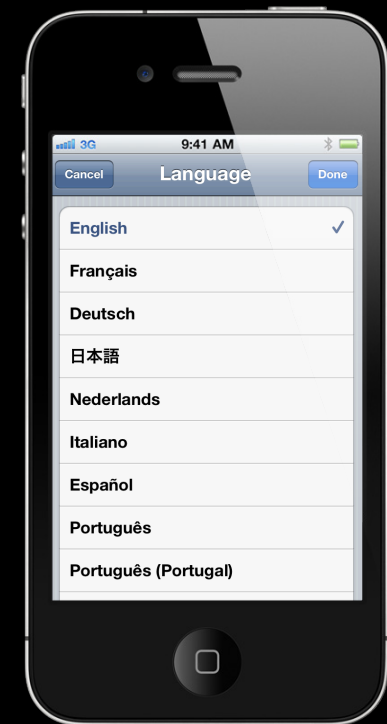 3G 9:41 AM
Cancel Language Done
English
Français
Deutsch
日本語
Nederlands
Italiano
Español
Português
Português (Portugal)